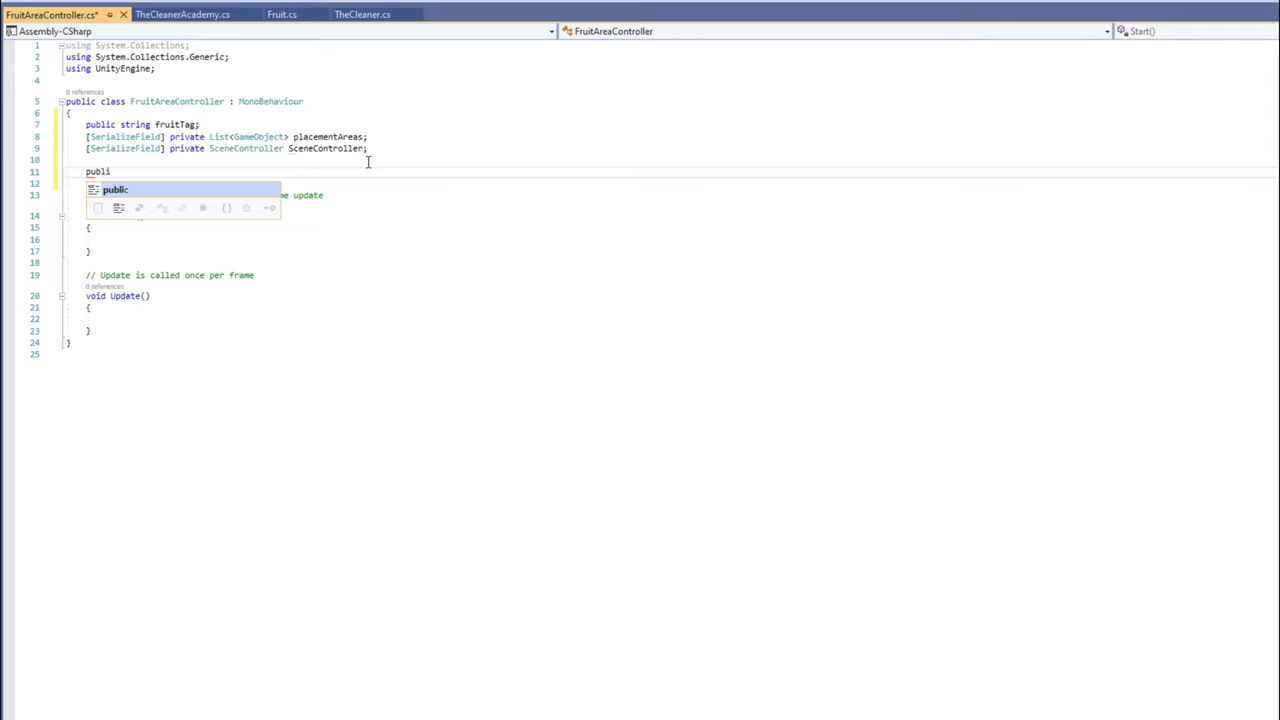 FruitAreaController.cs* TheCleanerAcademy.cs Fruit.cs TheCleaner.cs
Assembly-CSharp FruitAreaController Start()
1 using System.Collections;
2 using System.Collections.Generic;
3 using UnityEngine;
4
0 references
5 public class FruitAreaController : MonoBehaviour
6 {
7 public string fruitTag;
8 [SerializeField] private List<GameObject> placementAreas;
9 [SerializeField] private SceneController SceneController;
10
11 publi
12 public
13 me update
14
15 {
16
17 }
18
19 // Update is called once per frame
0 references
20 void Update()
21 {
22
23 }
24 }
25